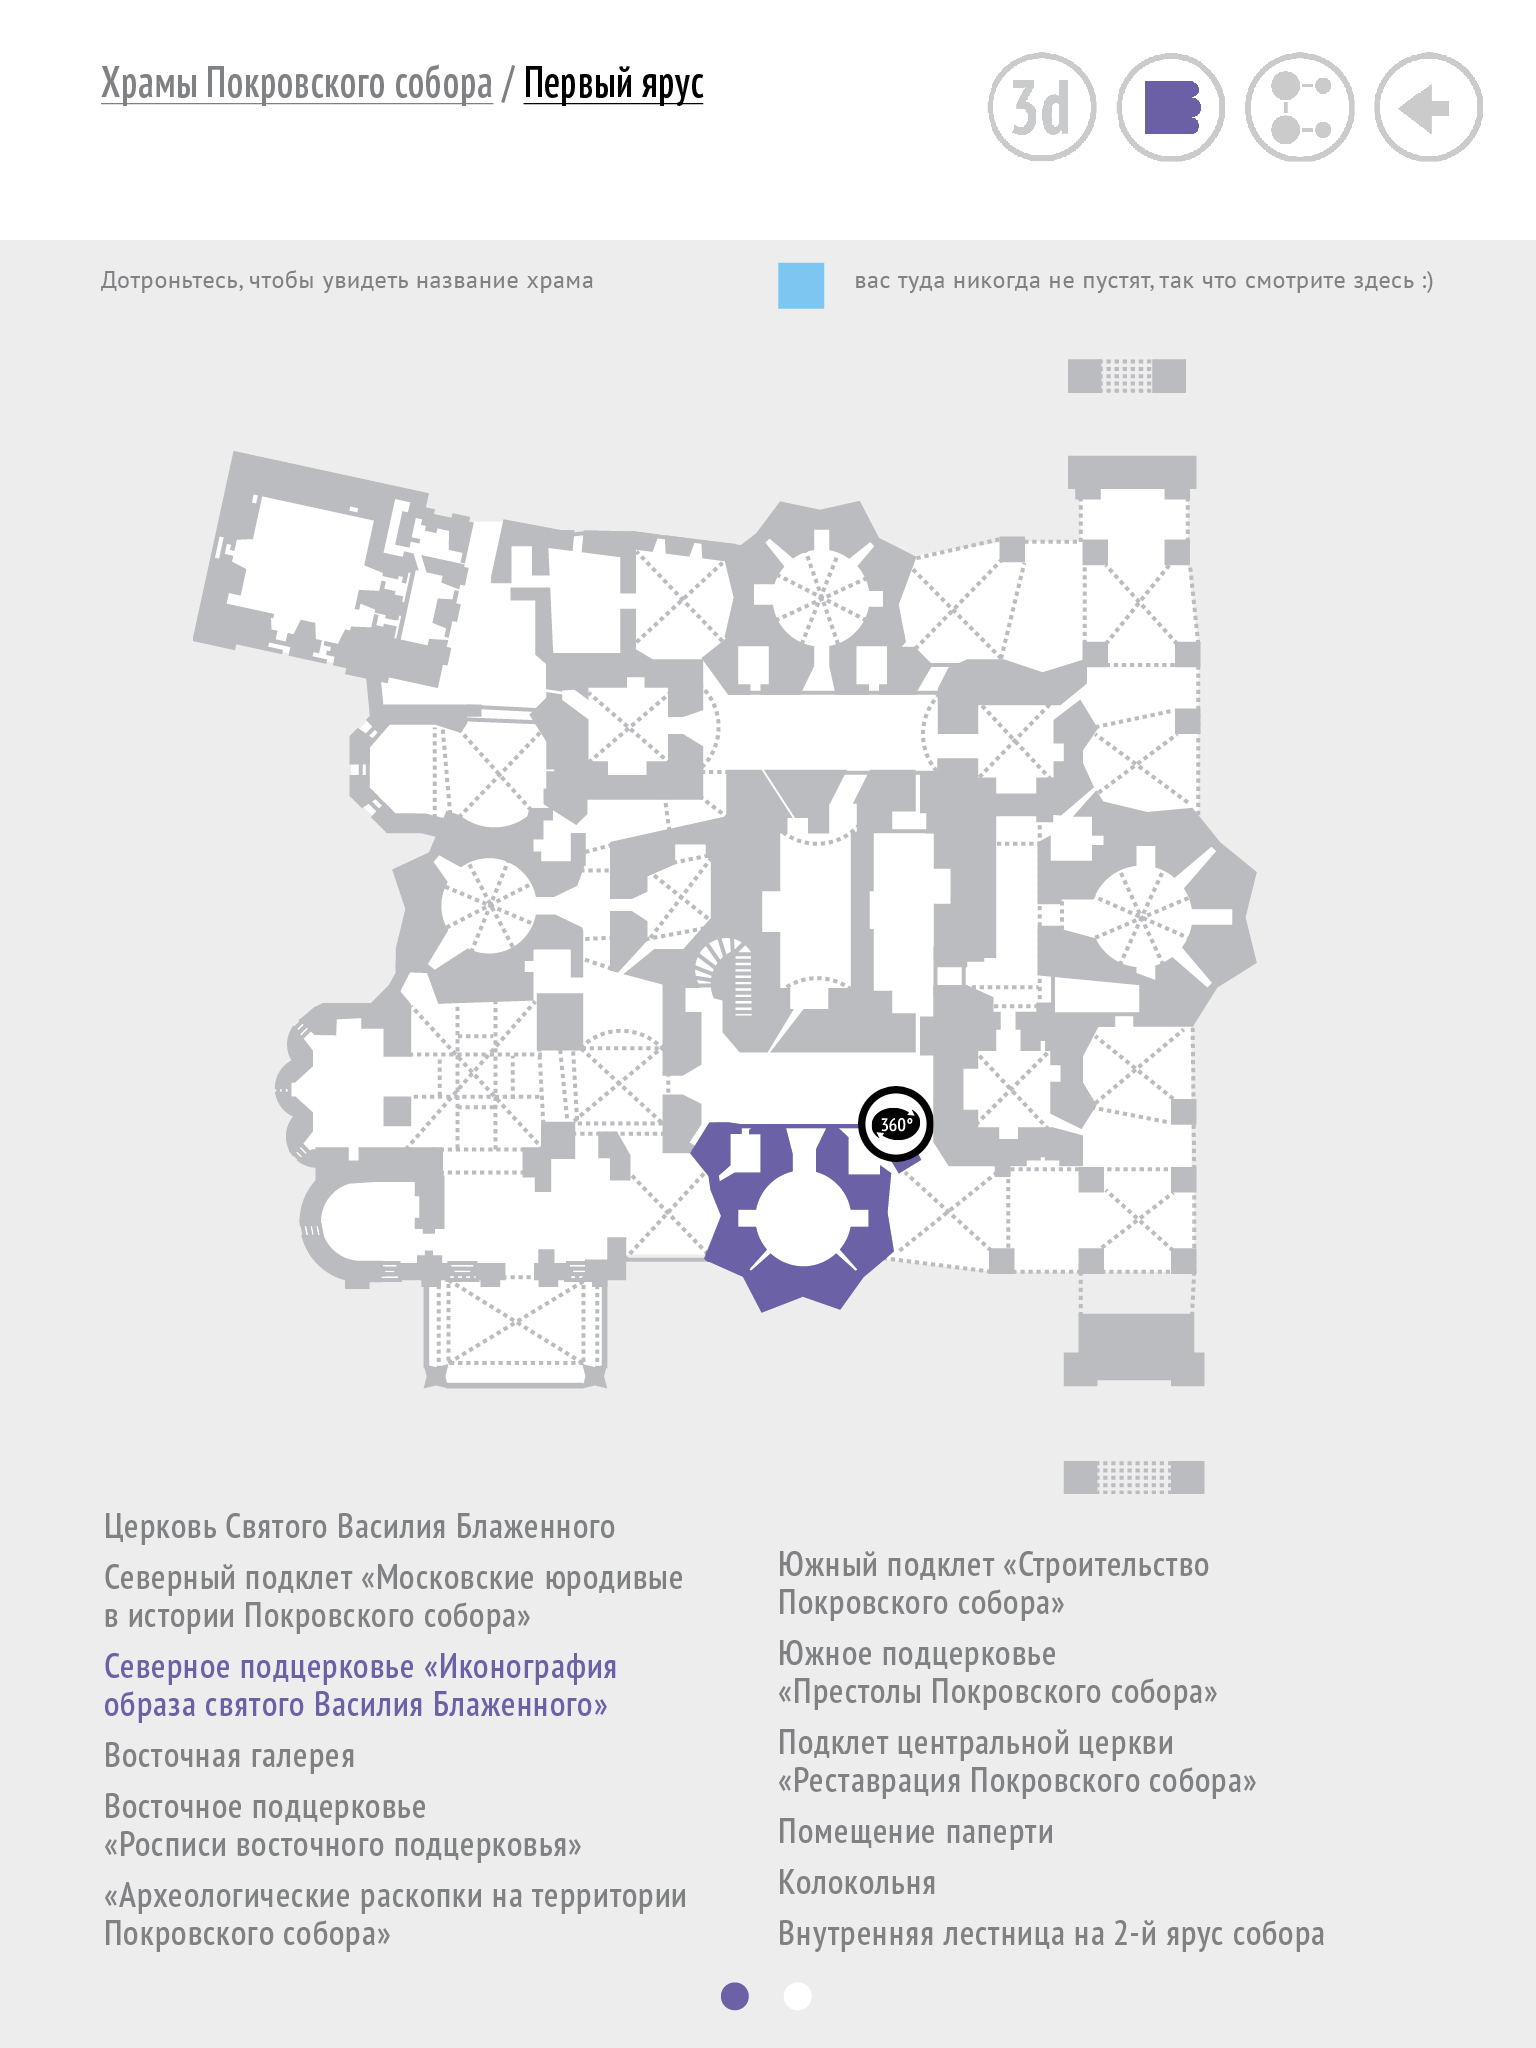 Храмы Покровского собора / Первый ярус
3d
Дотроньтесь, чтобы увидеть название храма
вас туда никогда не пустят, так что смотрите здесь :)
360°
Церковь Святого Василия Блаженного
Северный подклет «Московские юродивые
в истории Покровского собора»
Северное подцерковье «Иконография
образа святого Василия Блаженного»
Восточная галерея
Восточное подцерковье
«Росписи восточного подцерковья»
«Археологические раскопки на территории
Покровского собора»
Южный подклет «Строительство
Покровского собора»
Южное подцерковье
«Престолы Покровского собора»
Подклет центральной церкви
«Реставрация Покровского собора»
Помещение паперти
Колокольня
Внутренняя лестница на 2-й ярус собора